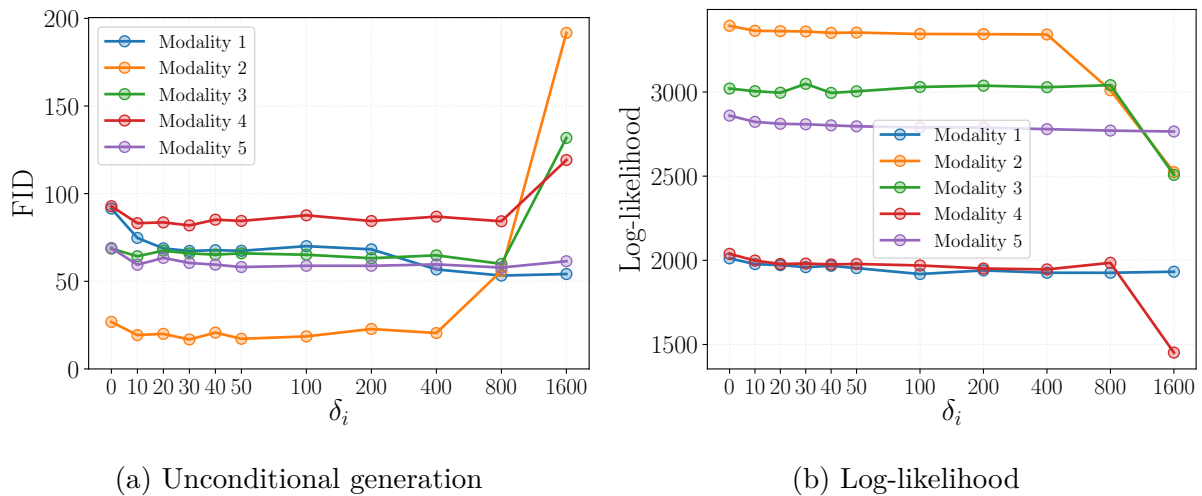 200
150
100
50
0
FID
Modality 1
Modality 2
Modality 3
Modality 4
Modality 5
0 10 20 30 40 50 100 200 400 800 1600
δi
(a) Unconditional generation
3000
2500
2000
1500
Log-likelihood
Modality 1
Modality 2
Modality 3
Modality 4
Modality 5
0 10 20 30 40 50 100 200 400 800 1600
δi
(b) Log-likelihood